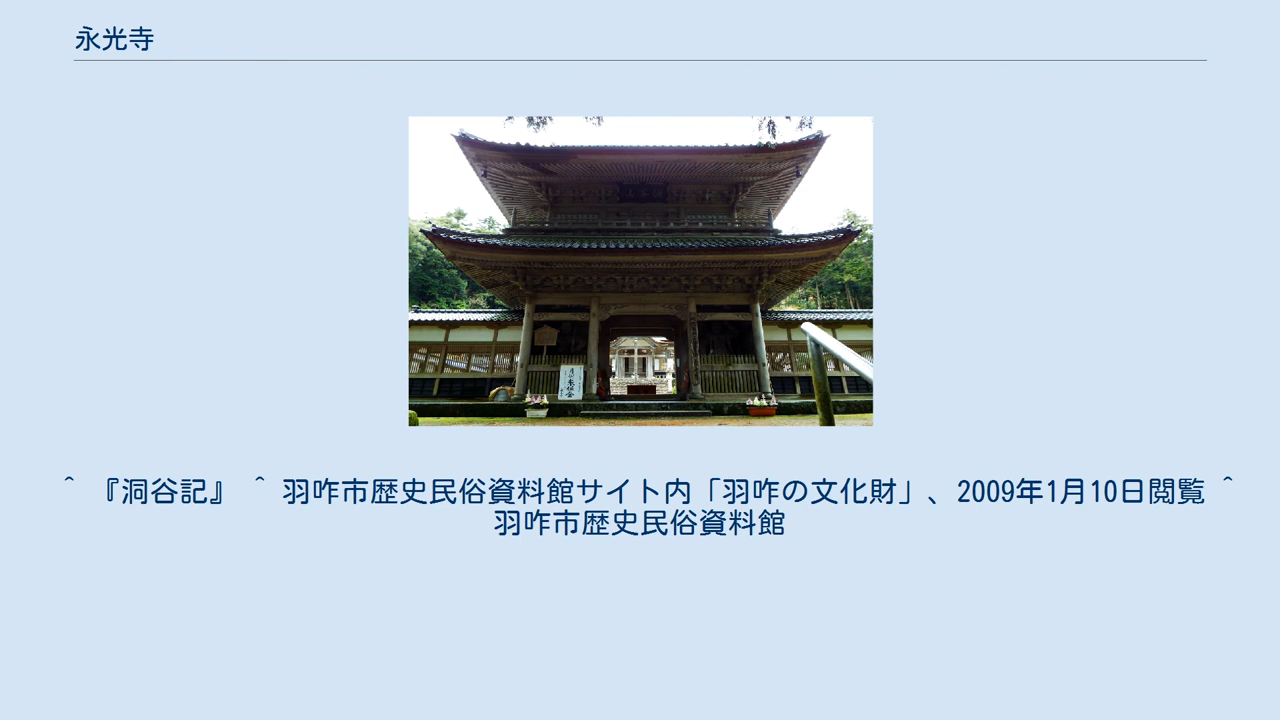 永光寺
^ 『洞谷記』 ^ 羽咋市歴史民俗資料館サイト内「羽咋の文化財」、2009年1月10日閲覧 ^
羽咋市歴史民俗資料館